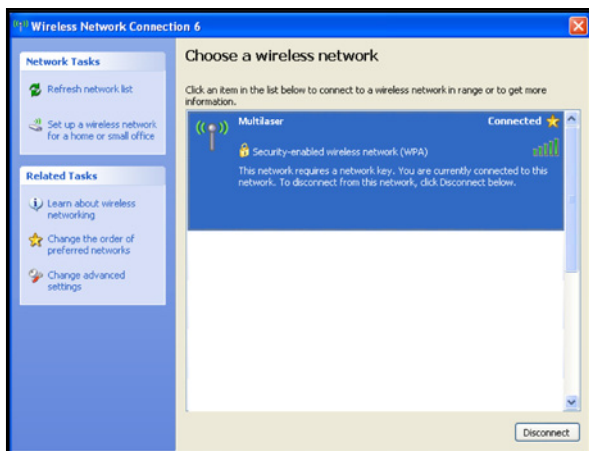 Wireless Network Connection 6
Network Tasks
Refresh network list
Set up a wireless network
for a home or small office
Related Tasks
Learn about wireless
networking
Change the order of
preferred networks
Change advanced
settings
Choose a wireless network
Click an item in the list below to connect to a wireless network in range or to get more
information.
Multilaser Connected
Security-enabled wireless network (WPA)
This network requires a network key. You are currently connected to this
network. To disconnect from this network, click Disconnect below.
Disconnect